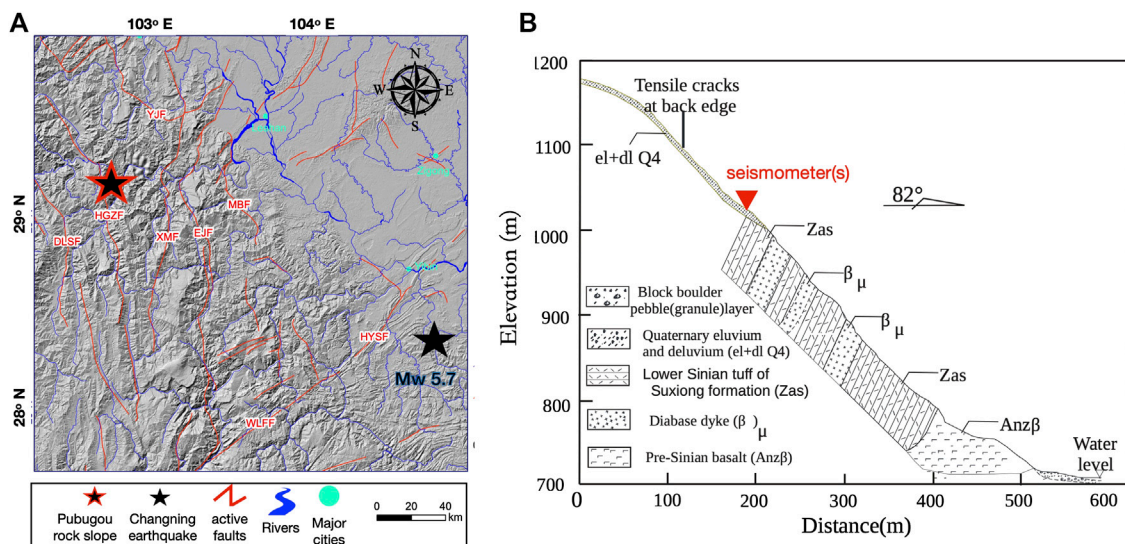 A
103° E
104° E
N
W
E
S
YJF
HGZF
DLSF
XMF
EJF
MBF
HYSF
WLFF
29° N
28° N
Mw 5.7
Pubugou
rock slope
Changning
earthquake
active
faults
Rivers
Major
cities
0 20 40
km
B
1200
1100
1000
900
800
700
Elevation (m)
Tensile cracks
at back edge
el+dl Q4
seismometer(s)
82°
Zas
β μ
β μ
Zas
Anzβ
Water
level
Block boulder
pebble(granule)layer
Quaternary eluvium
and deluvium (el+dl Q4)
Lower Sinian tuff of
Suxiong formation (Zas)
Diabase dyke (β )
μ
Pre-Sinian basalt (Anzβ)
0 100 200 300 400 500 600
Distance(m)